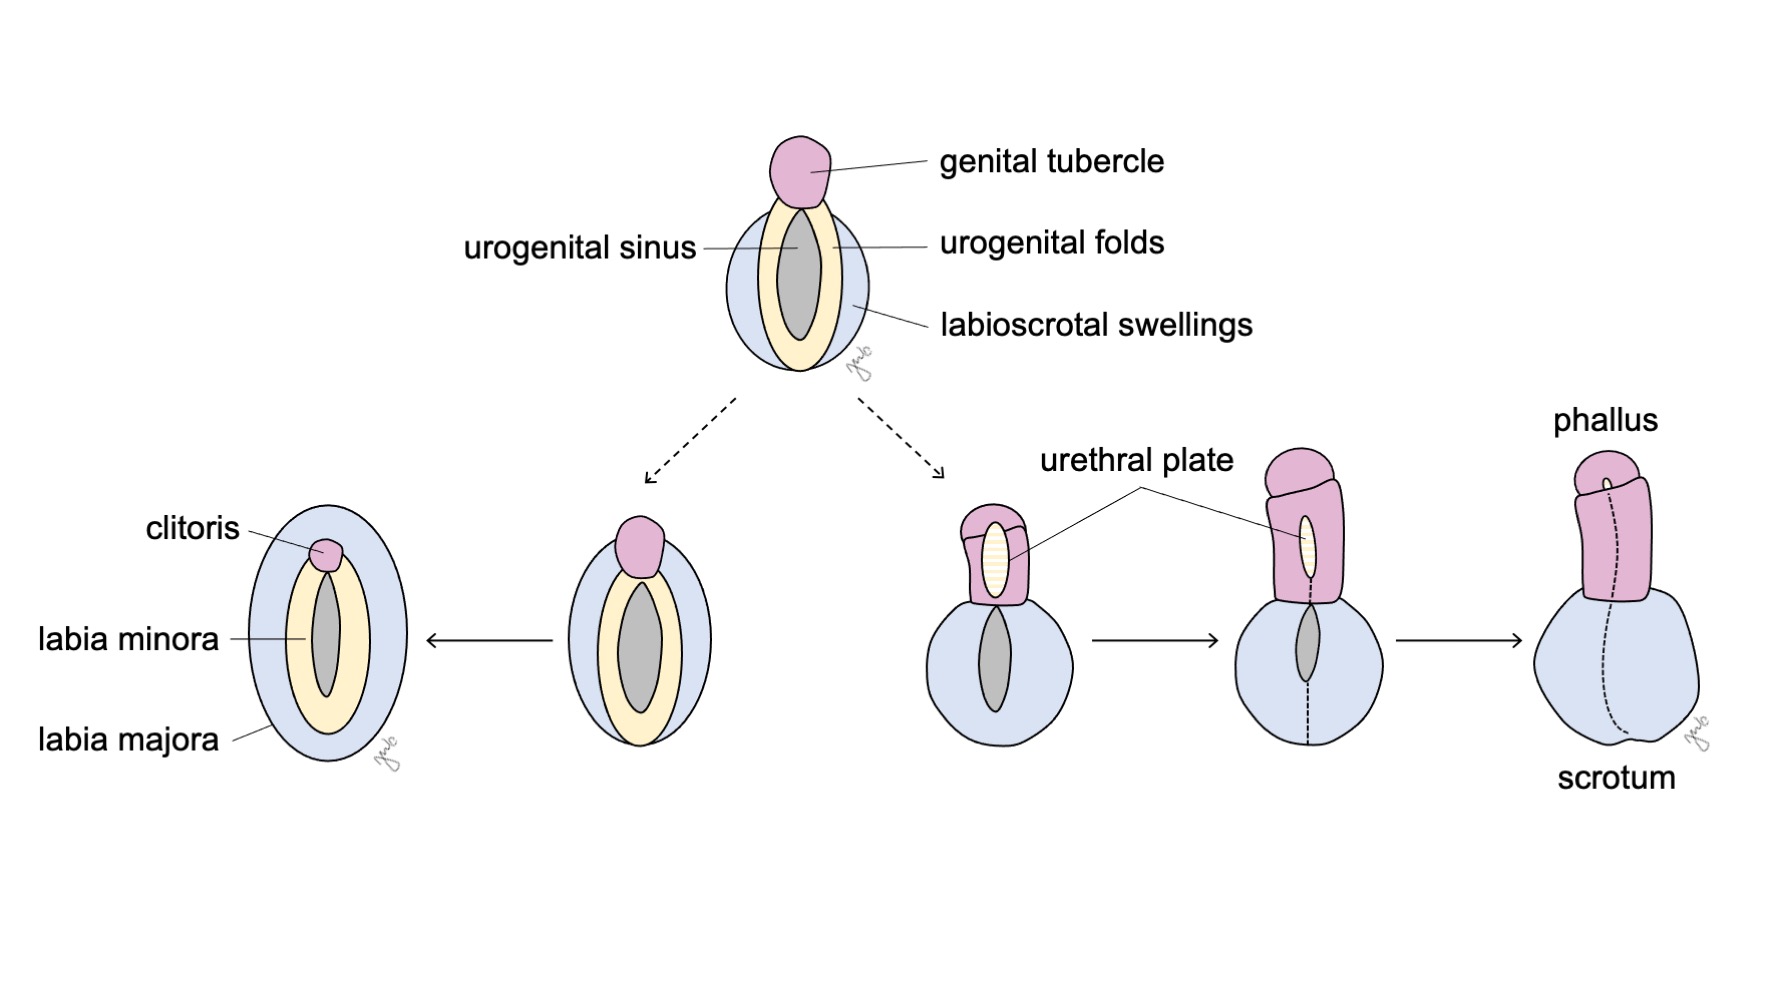 genital tubercle
urogenital sinus
urogenital folds
labioscrotal swellings
phallus
urethral plate
clitoris
labia minora
labia majora
scrotum